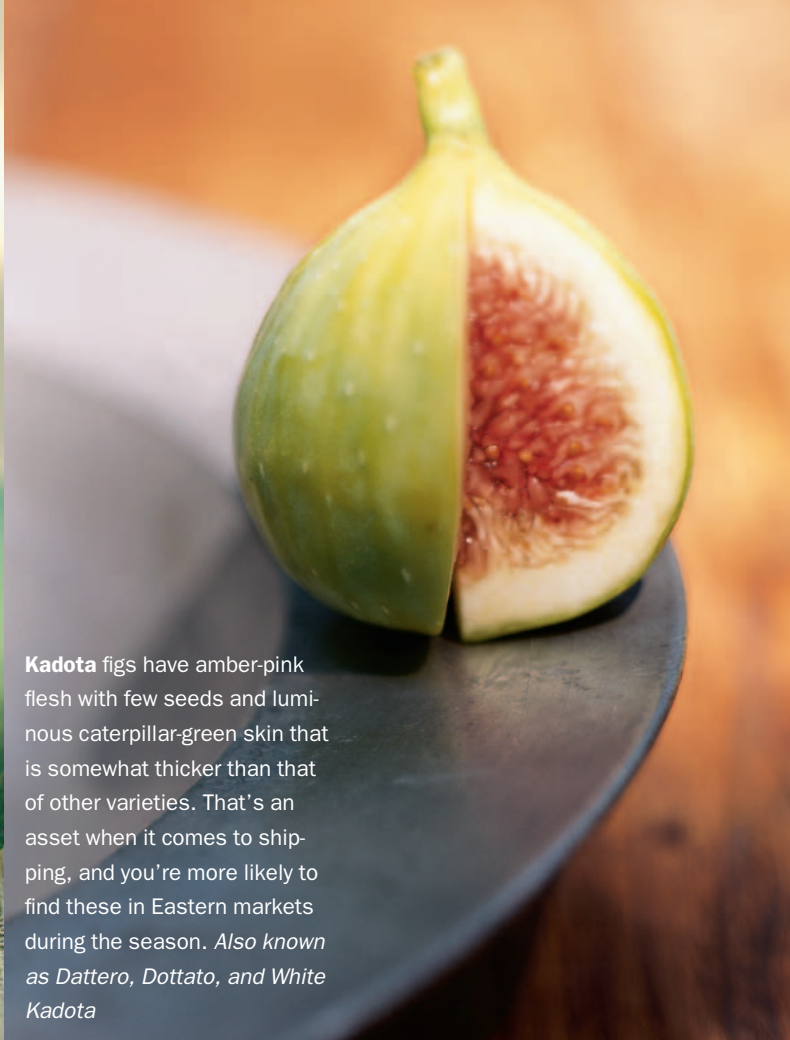 Kadota figs have amber-pink
flesh with few seeds and lumi-
nous caterpillar-green skin that
is somewhat thicker than that
of other varieties. That’s an
asset when it comes to ship-
ping, and you’re more likely to
find these in Eastern markets
during the season. Also known
as Dattero, Dottato, and White
Kadota